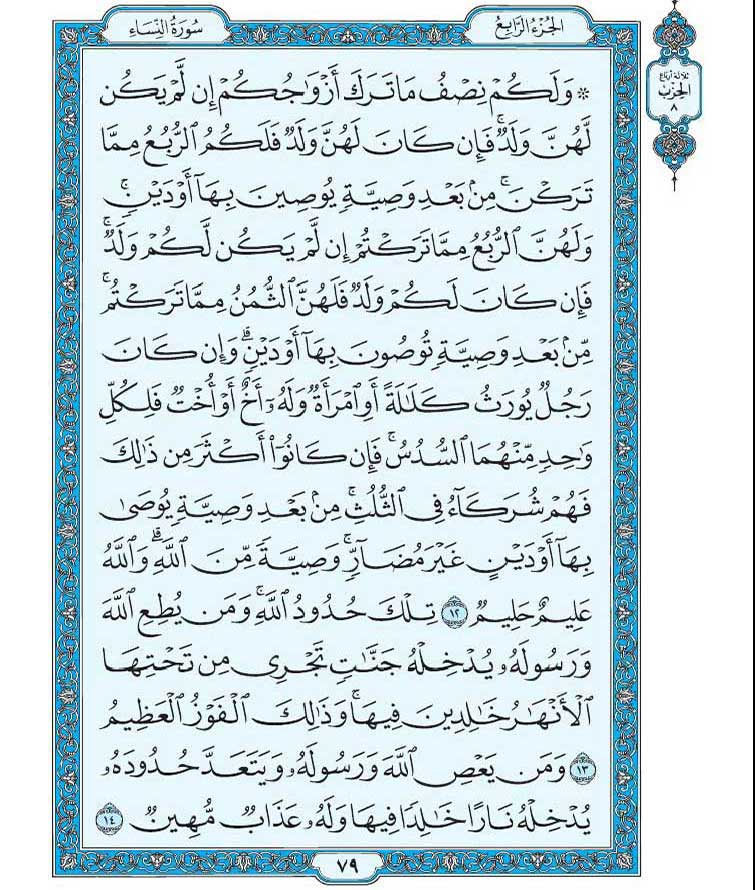 سُورَةُ النِّسَاءِ
الجُزْءُ الرَّابِعُ
ثلاثة أرباع
الحِزْب
٨
۞ وَلَكُمْ نِصْفُ مَا تَرَكَ أَزْوَٰجُكُمْ إِن لَّمْ يَكُن
لَّهُنَّ وَلَدٌ ۚ فَإِن كَانَ لَهُنَّ وَلَدٌ فَلَكُمُ ٱلرُّبُعُ مِمَّا
تَرَكْنَ ۚ مِنۢ بَعْدِ وَصِيَّةٍ يُوصِينَ بِهَآ أَوْ دَيْنٍ ۚ
وَلَهُنَّ ٱلرُّبُعُ مِمَّا تَرَكْتُمْ إِن لَّمْ يَكُن لَّكُمْ وَلَدٌ ۚ
فَإِن كَانَ لَكُمْ وَلَدٌ فَلَهُنَّ ٱلثُّمُنُ مِمَّا تَرَكْتُم ۚ
مِّنۢ بَعْدِ وَصِيَّةٍ تُوصُونَ بِهَآ أَوْ دَيْنٍ ۗ وَإِن كَانَ
رَجُلٌ يُورَثُ كَلَٰلَةً أَوِ ٱمْرَأَةٌ وَلَهُۥٓ أَخٌ أَوْ أُخْتٌ فَلِكُلِّ
وَٰحِدٍ مِّنْهُمَا ٱلسُّدُسُ ۚ فَإِن كَانُوٓا۟ أَكْثَرَ مِن ذَٰلِكَ
فَهُمْ شُرَكَآءُ فِى ٱلثُّلُثِ ۚ مِنۢ بَعْدِ وَصِيَّةٍ يُوصَىٰ
بِهَآ أَوْ دَيْنٍ غَيْرَ مُضَآرٍّ ۚ وَصِيَّةً مِّنَ ٱللَّهِ ۗ وَٱللَّهُ
عَلِيمٌ حَلِيمٌ ١٢ تِلْكَ حُدُودُ ٱللَّهِ ۚ وَمَن يُطِعِ ٱللَّهَ
وَرَسُولَهُۥ يُدْخِلْهُ جَنَّٰتٍ تَجْرِى مِن تَحْتِهَا
ٱلْأَنْهَٰرُ خَٰلِدِينَ فِيهَا ۚ وَذَٰلِكَ ٱلْفَوْزُ ٱلْعَظِيمُ
١٣ وَمَن يَعْصِ ٱللَّهَ وَرَسُولَهُۥ وَيَتَعَدَّ حُدُودَهُۥ
يُدْخِلْهُ نَارًا خَٰلِدًا فِيهَا وَلَهُۥ عَذَابٌ مُّهِينٌ ١٤
٧٩